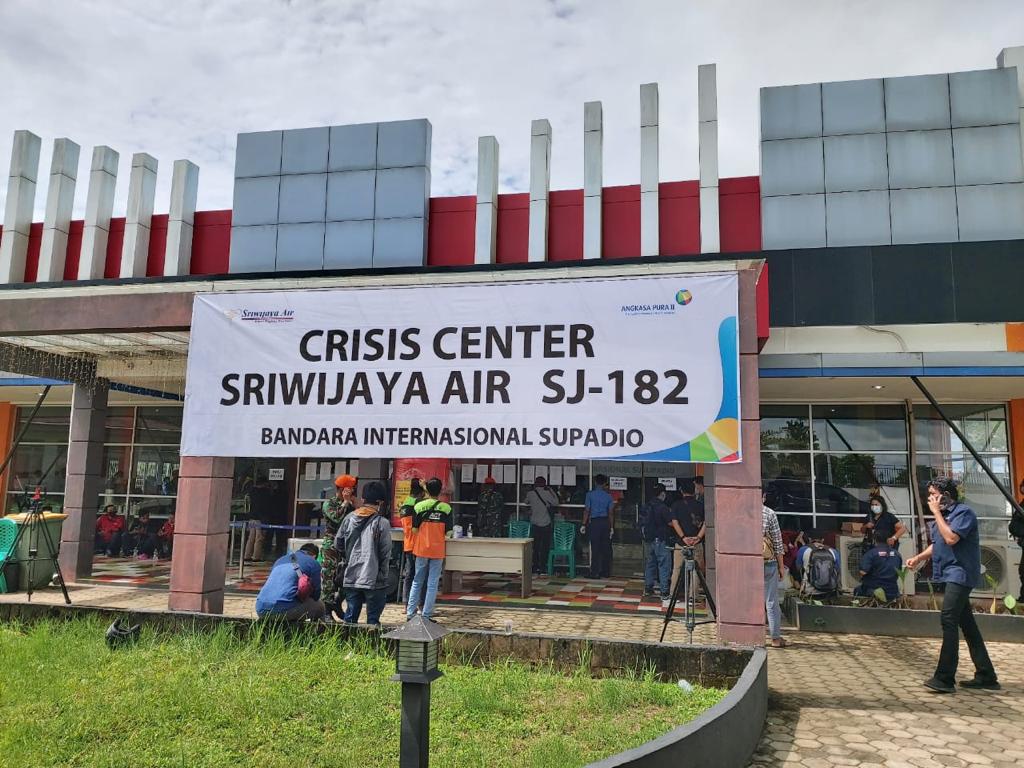 Sriwijaya Air
ANGKASA PURA II
CRISIS CENTER
SRIWIJAYA AIR SJ-182
BANDARA INTERNASIONAL SUPADIO